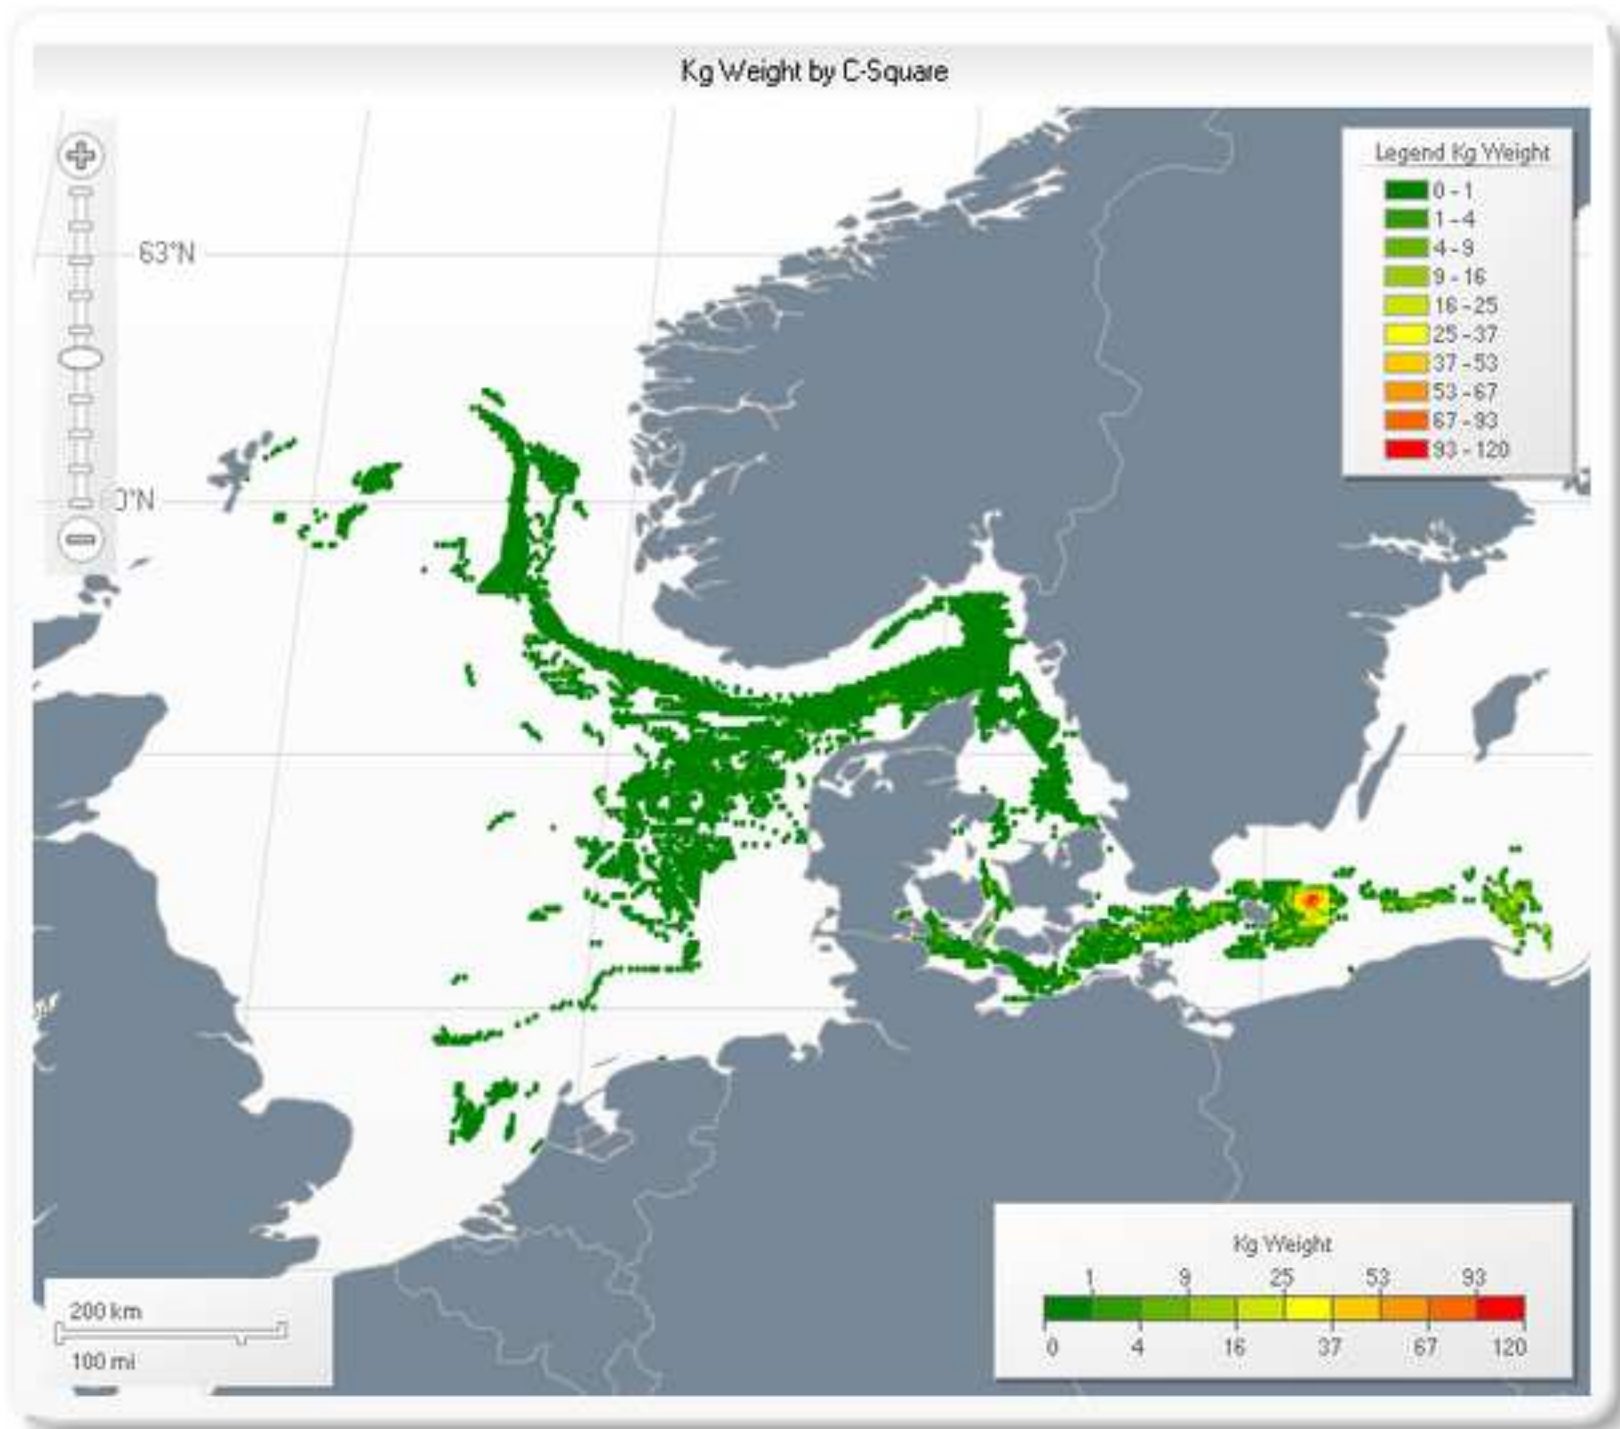 Kg Weight by C-Square
Legend Kg Weight
0 - 1
1 - 4
4 - 9
9 - 16
16 - 25
25 - 37
37 - 53
53 - 67
67 - 93
93 - 120
63°N
0°N
Kg Weight
1 9 25 53 93
0 4 16 37 67 120
200 km
100 mi